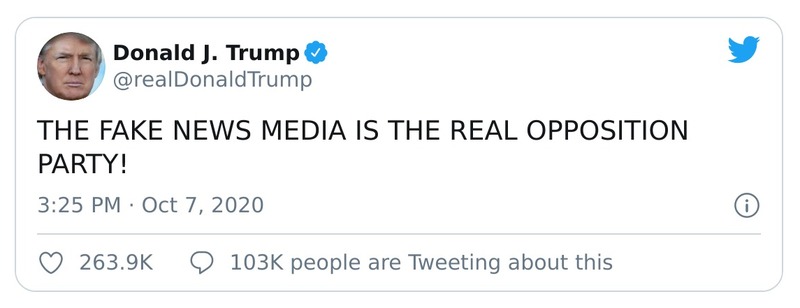 Donald J. Trump
@realDonaldTrump
THE FAKE NEWS MEDIA IS THE REAL OPPOSITION
PARTY!
3:25 PM · Oct 7, 2020
263.9K 103K people are Tweeting about this